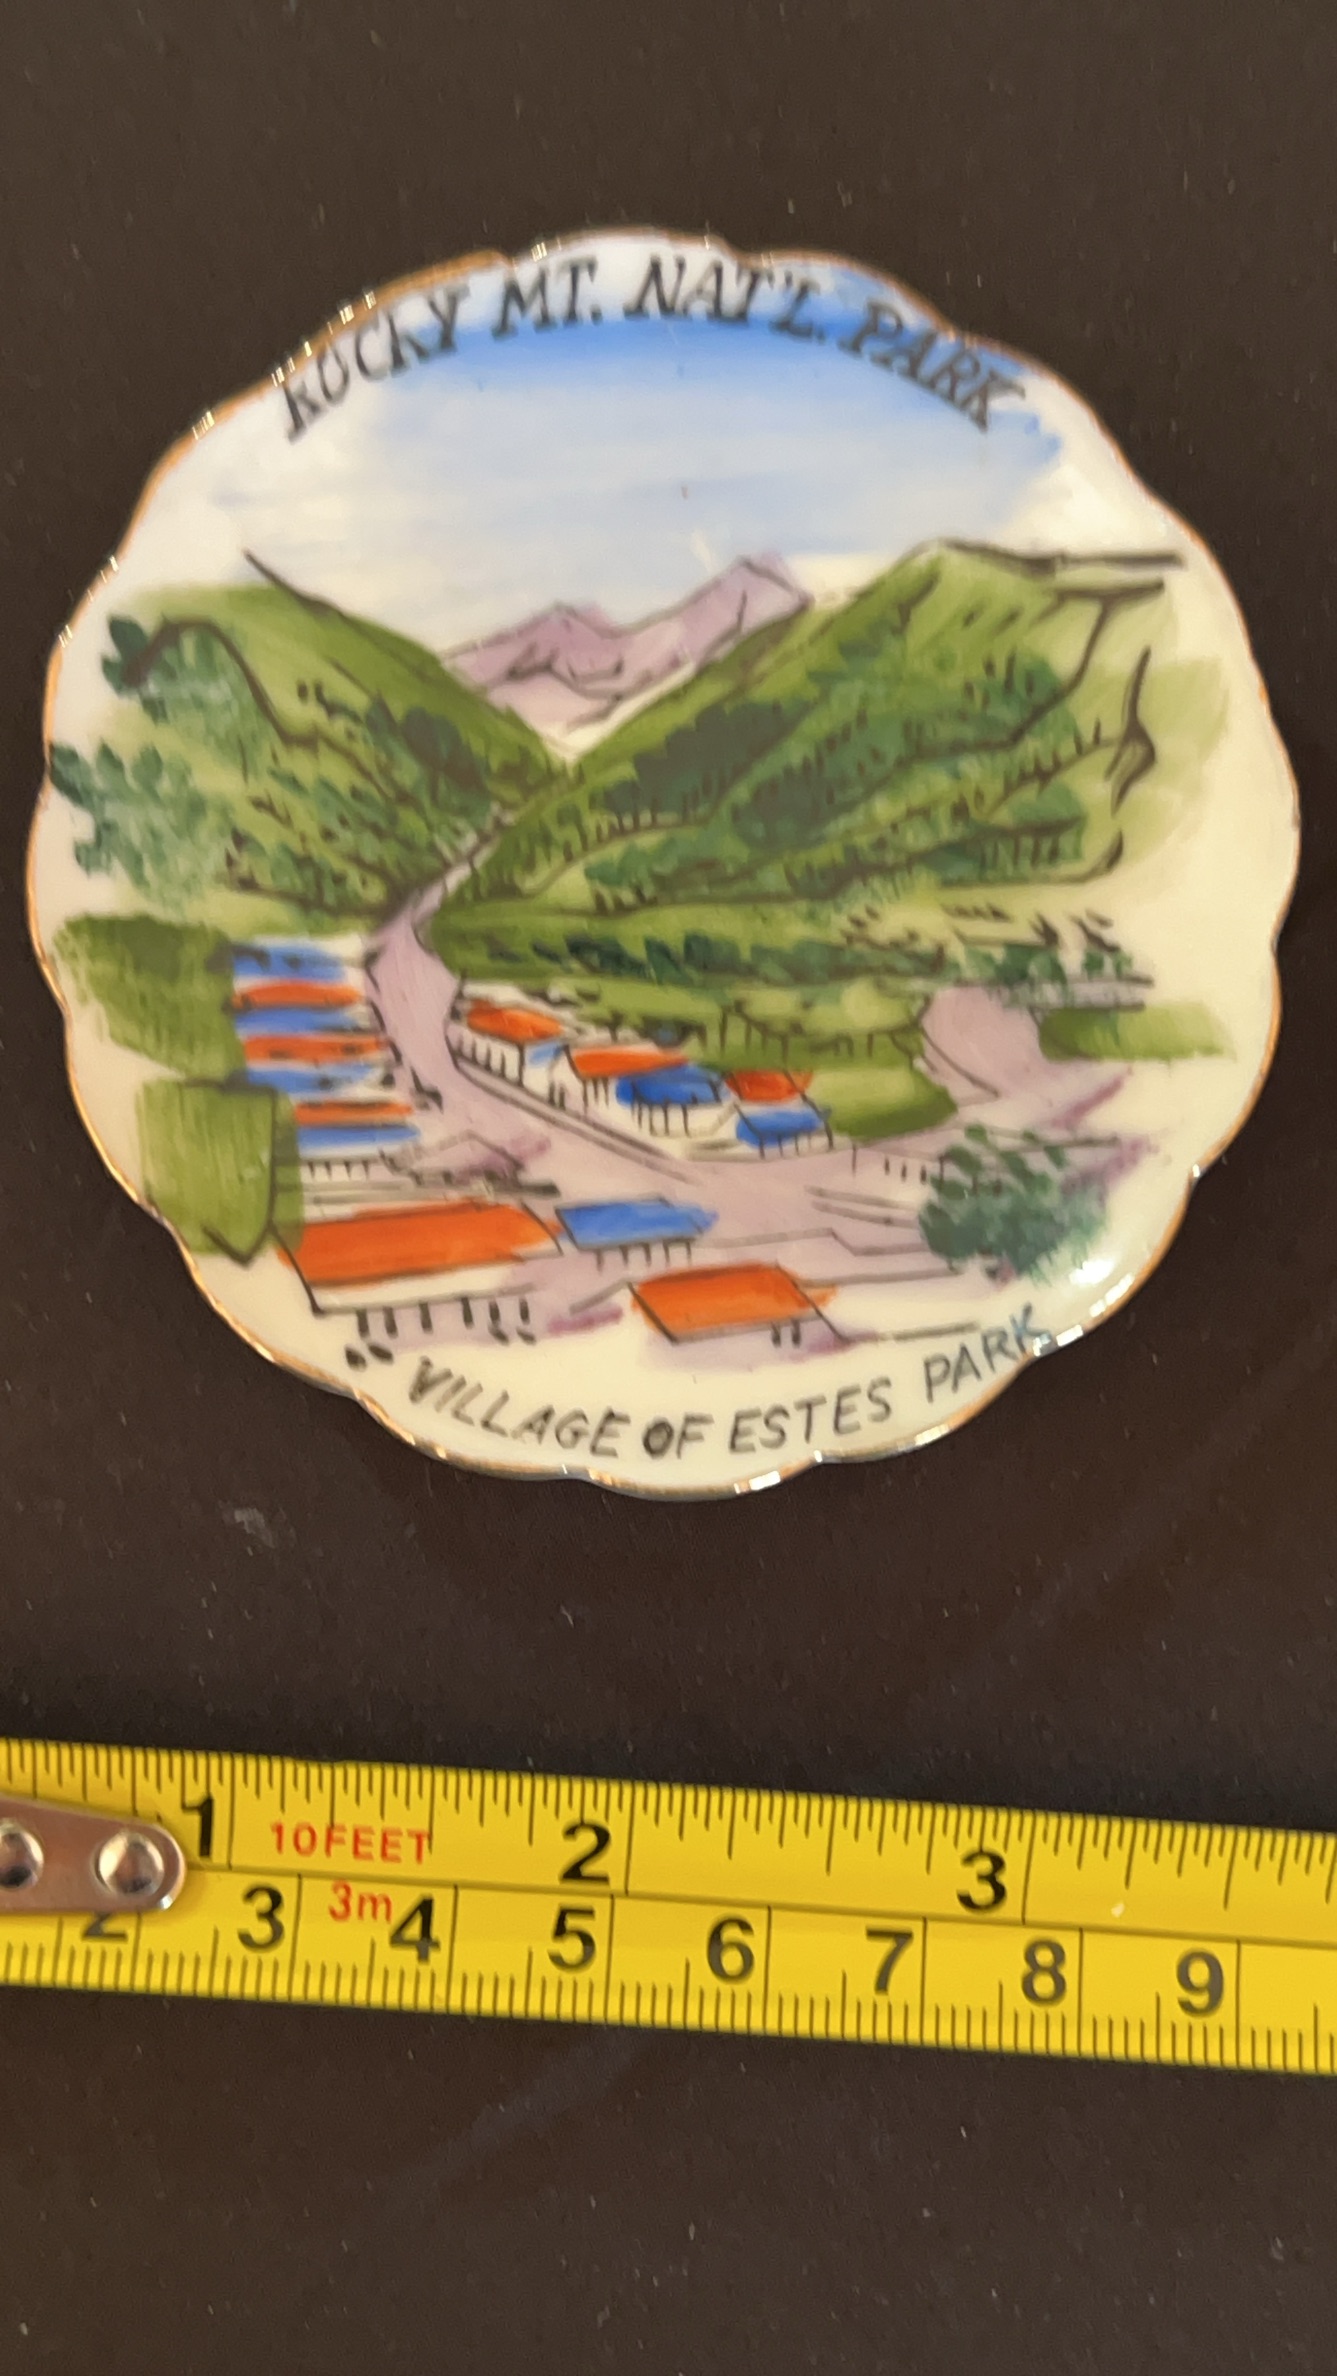 ROCKY MT. NAT'L. PARK
VILLAGE OF ESTES PARK
1 10FEET 2 3
2 3 3m 4 5 6 7 8 9